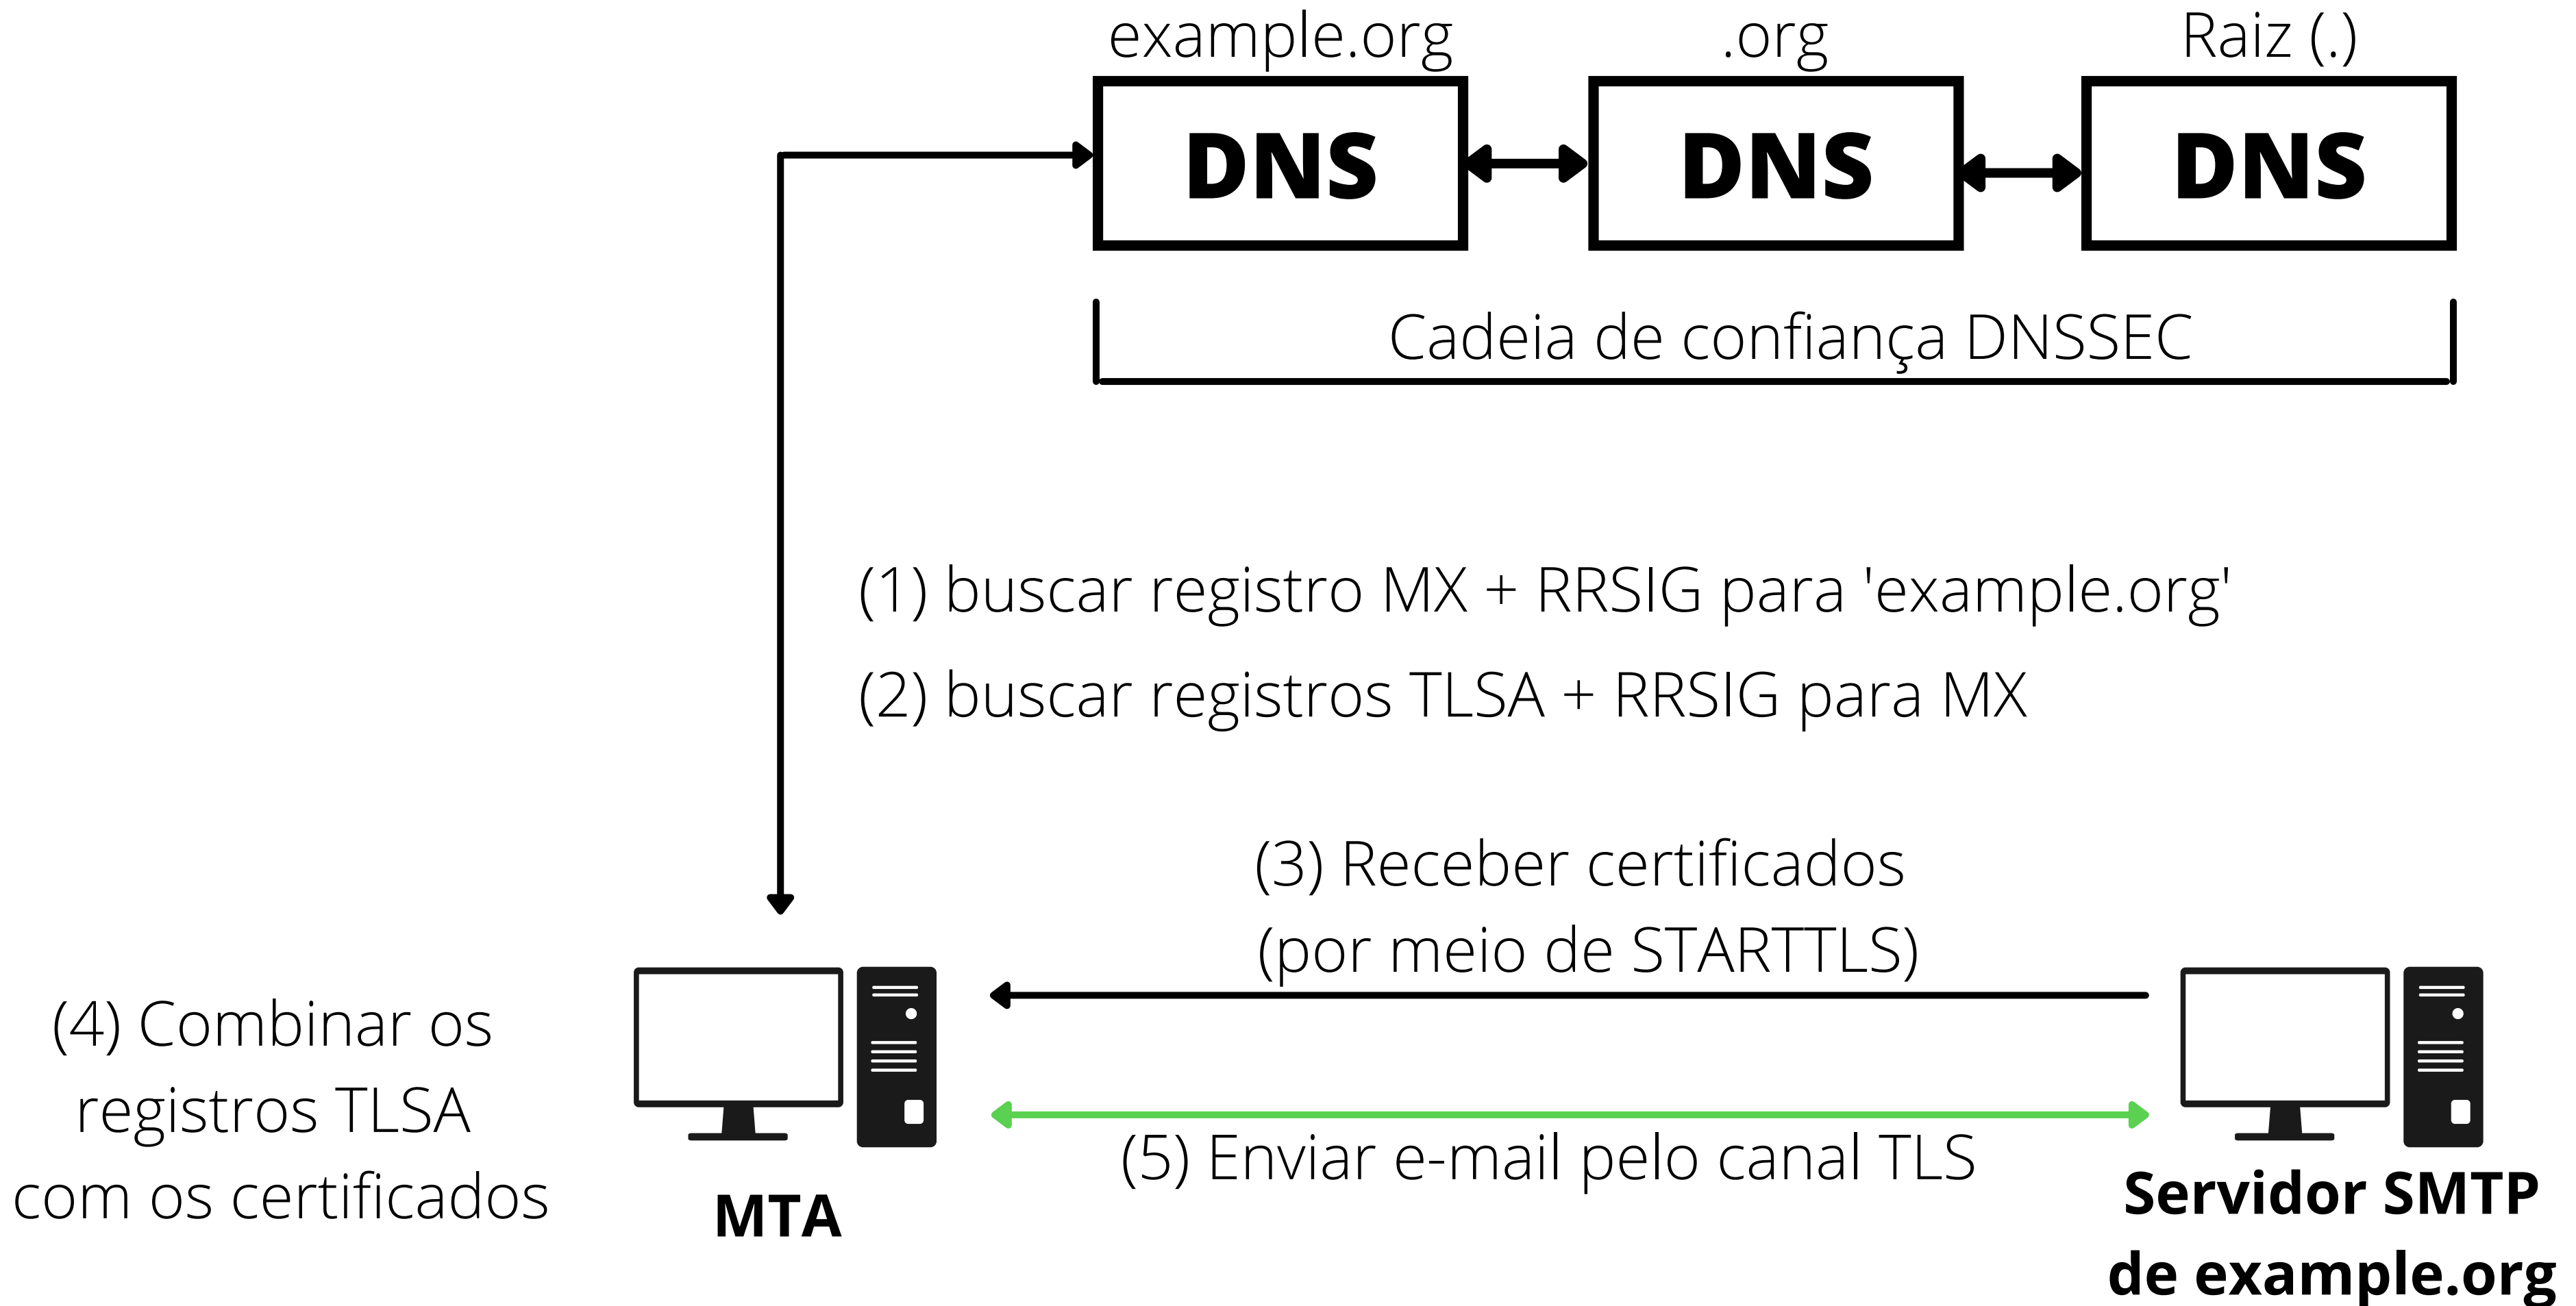 example.org
.org
Raiz (.)
DNS
DNS
DNS
Cadeia de confiança DNSSEC
(1) buscar registro MX + RRSIG para 'example.org'
(2) buscar registros TLSA + RRSIG para MX
(3) Receber certificados
(por meio de STARTTLS)
(4) Combinar os
registros TLSA
com os certificados
(5) Enviar e-mail pelo canal TLS
MTA
Servidor SMTP
de example.org